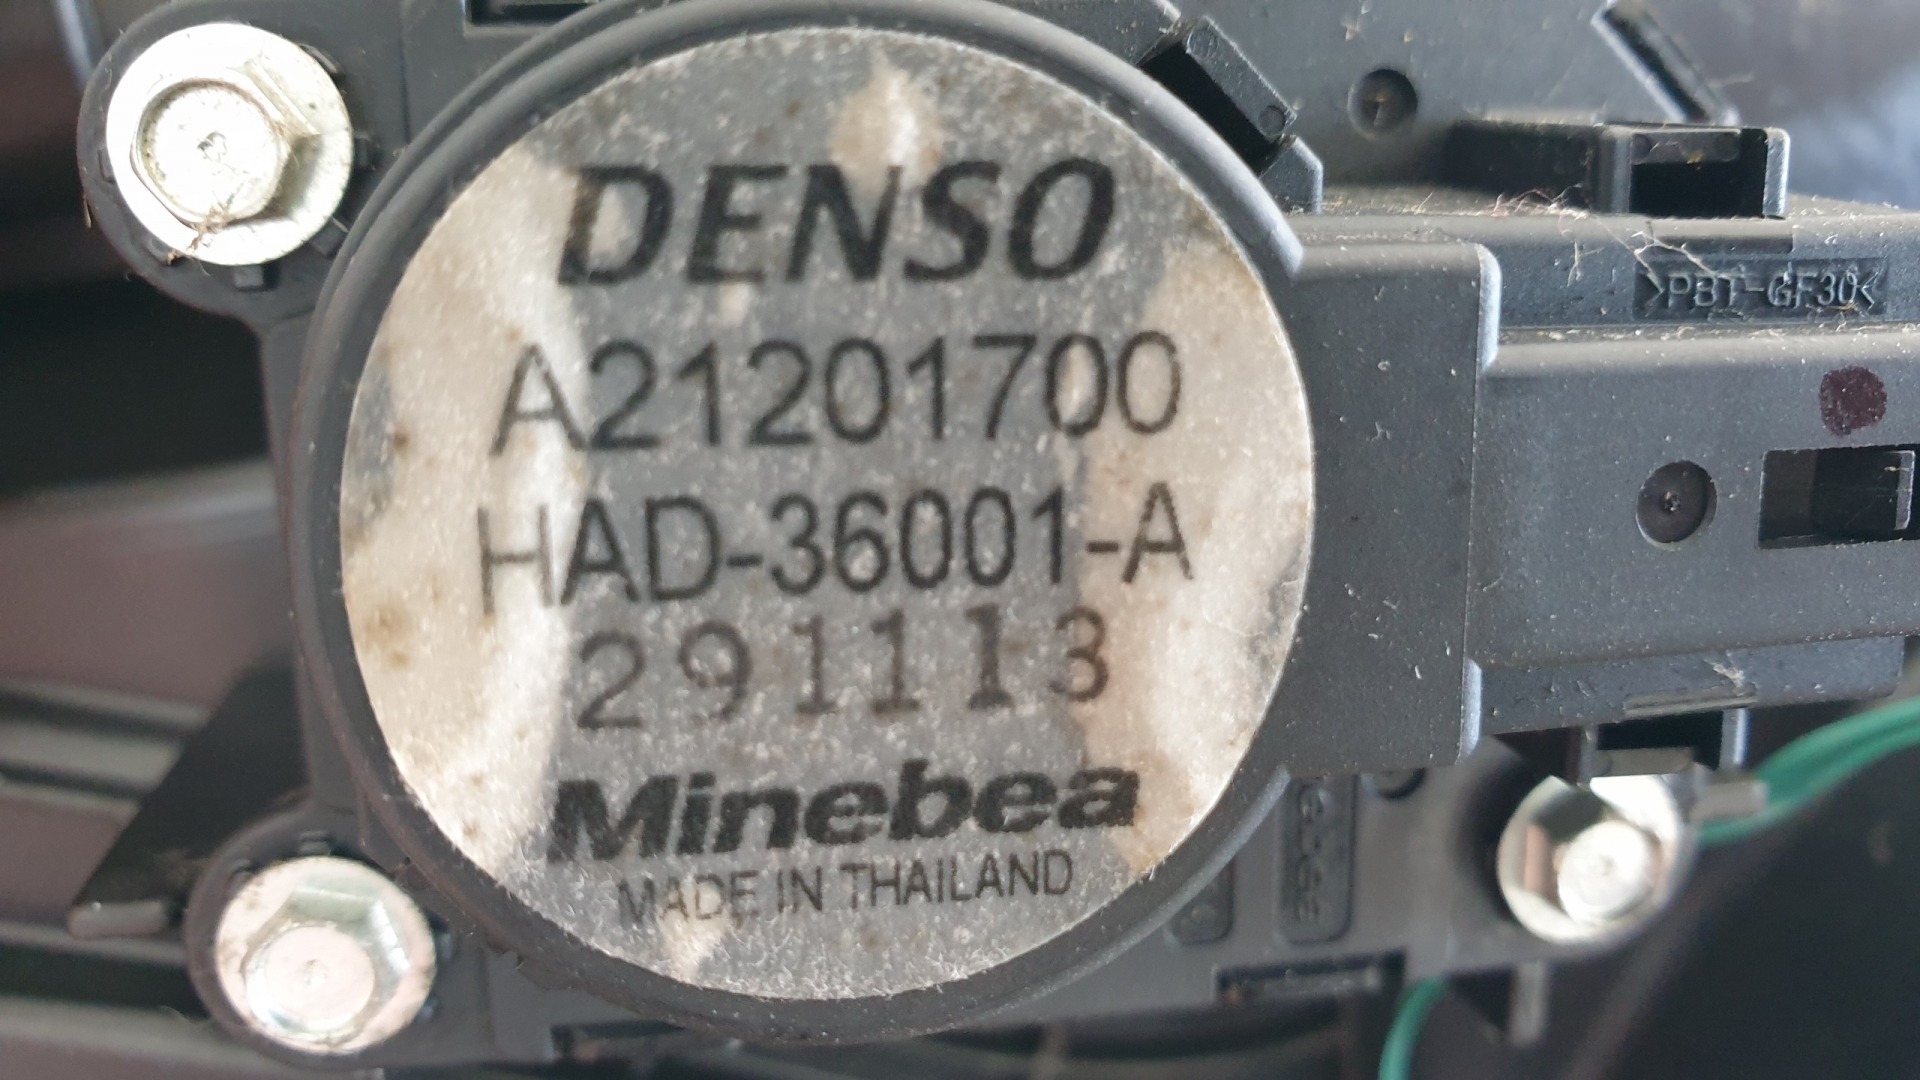 DENSO
A21201700
HAD-36001-A
291113
Minebea
MADE IN THAILAND
>PBT-GF30<